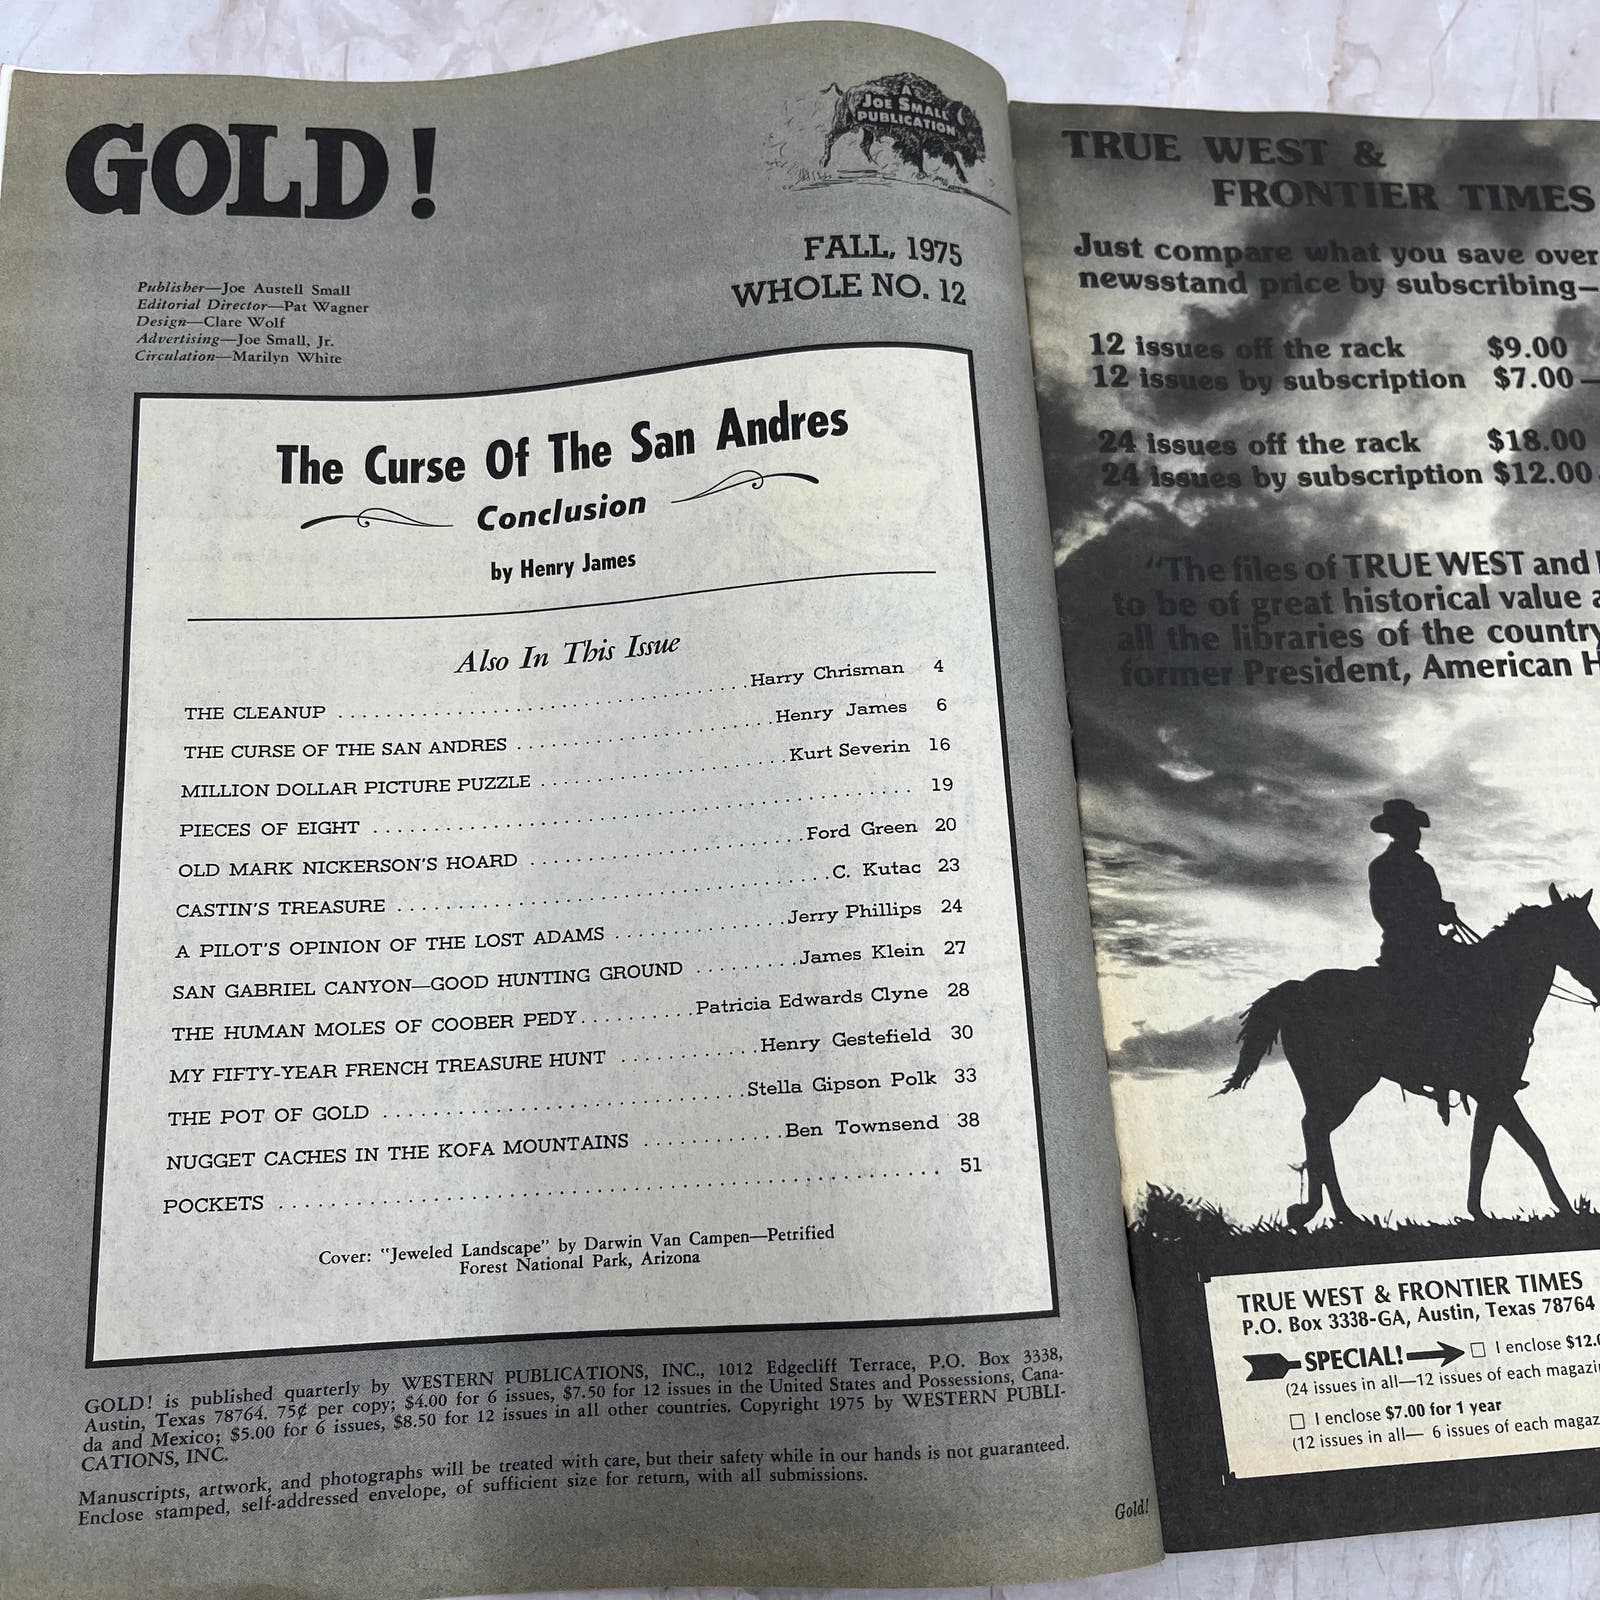 GOLD!
A
JOE SMALL
PUBLICATION
FALL, 1975
WHOLE NO. 12
Publisher—Joe Austell Small
Editorial Director—Pat Wagner
Design—Clare Wolf
Advertising—Joe Small, Jr.
Circulation—Marilyn White
The Curse Of The San Andres
Conclusion
by Henry James
Also In This Issue
THE CLEANUP . . . . . Harry Chrisman 4
THE CURSE OF THE SAN ANDRES . . . . . Henry James 6
MILLION DOLLAR PICTURE PUZZLE . . . . . Kurt Severin 16
PIECES OF EIGHT . . . . . 19
OLD MARK NICKERSON'S HOARD . . . . . Ford Green 20
CASTIN'S TREASURE . . . . . C. Kutac 23
A PILOT'S OPINION OF THE LOST ADAMS . . . . . Jerry Phillips 24
SAN GABRIEL CANYON—GOOD HUNTING GROUND . . . . . James Klein 27
THE HUMAN MOLES OF COOBER PEDY . . . . . Patricia Edwards Clyne 28
MY FIFTY-YEAR FRENCH TREASURE HUNT . . . . . Henry Gestefield 30
THE POT OF GOLD . . . . . Stella Gipson Polk 33
NUGGET CACHES IN THE KOFA MOUNTAINS . . . . . Ben Townsend 38
POCKETS . . . . . 51
Cover: "Jeweled Landscape" by Darwin Van Campen—Petrified
Forest National Park, Arizona
GOLD! is published quarterly by WESTERN PUBLICATIONS, INC., 1012 Edgecliff Terrace, P.O. Box 3338,
Austin, Texas 78764. 75¢ per copy; $4.00 for 6 issues, $7.50 for 12 issues in the United States and Possessions, Cana-
da and Mexico; $5.00 for 6 issues, $8.50 for 12 issues in all other countries. Copyright 1975 by WESTERN PUBLI-
CATIONS, INC.
Manuscripts, artwork, and photographs will be treated with care, but their safety while in our hands is not guaranteed.
Enclose stamped, self-addressed envelope, of sufficient size for return, with all submissions.
Gold!
TRUE WEST &
FRONTIER TIMES
Just compare what you save over
newsstand price by subscribing—
12 issues off the rack $9.00
12 issues by subscription $7.00—
24 issues off the rack $18.00
24 issues by subscription $12.00
"The files of TRUE WEST and
to be of great historical value
all the libraries of the country
former President, American
TRUE WEST & FRONTIER TIMES
P.O. Box 3338-GA, Austin, Texas 78764
SPECIAL! I enclose $12.0
(24 issues in all—12 issues of each magazin
I enclose $7.00 for 1 year
(12 issues in all— 6 issues of each magaz